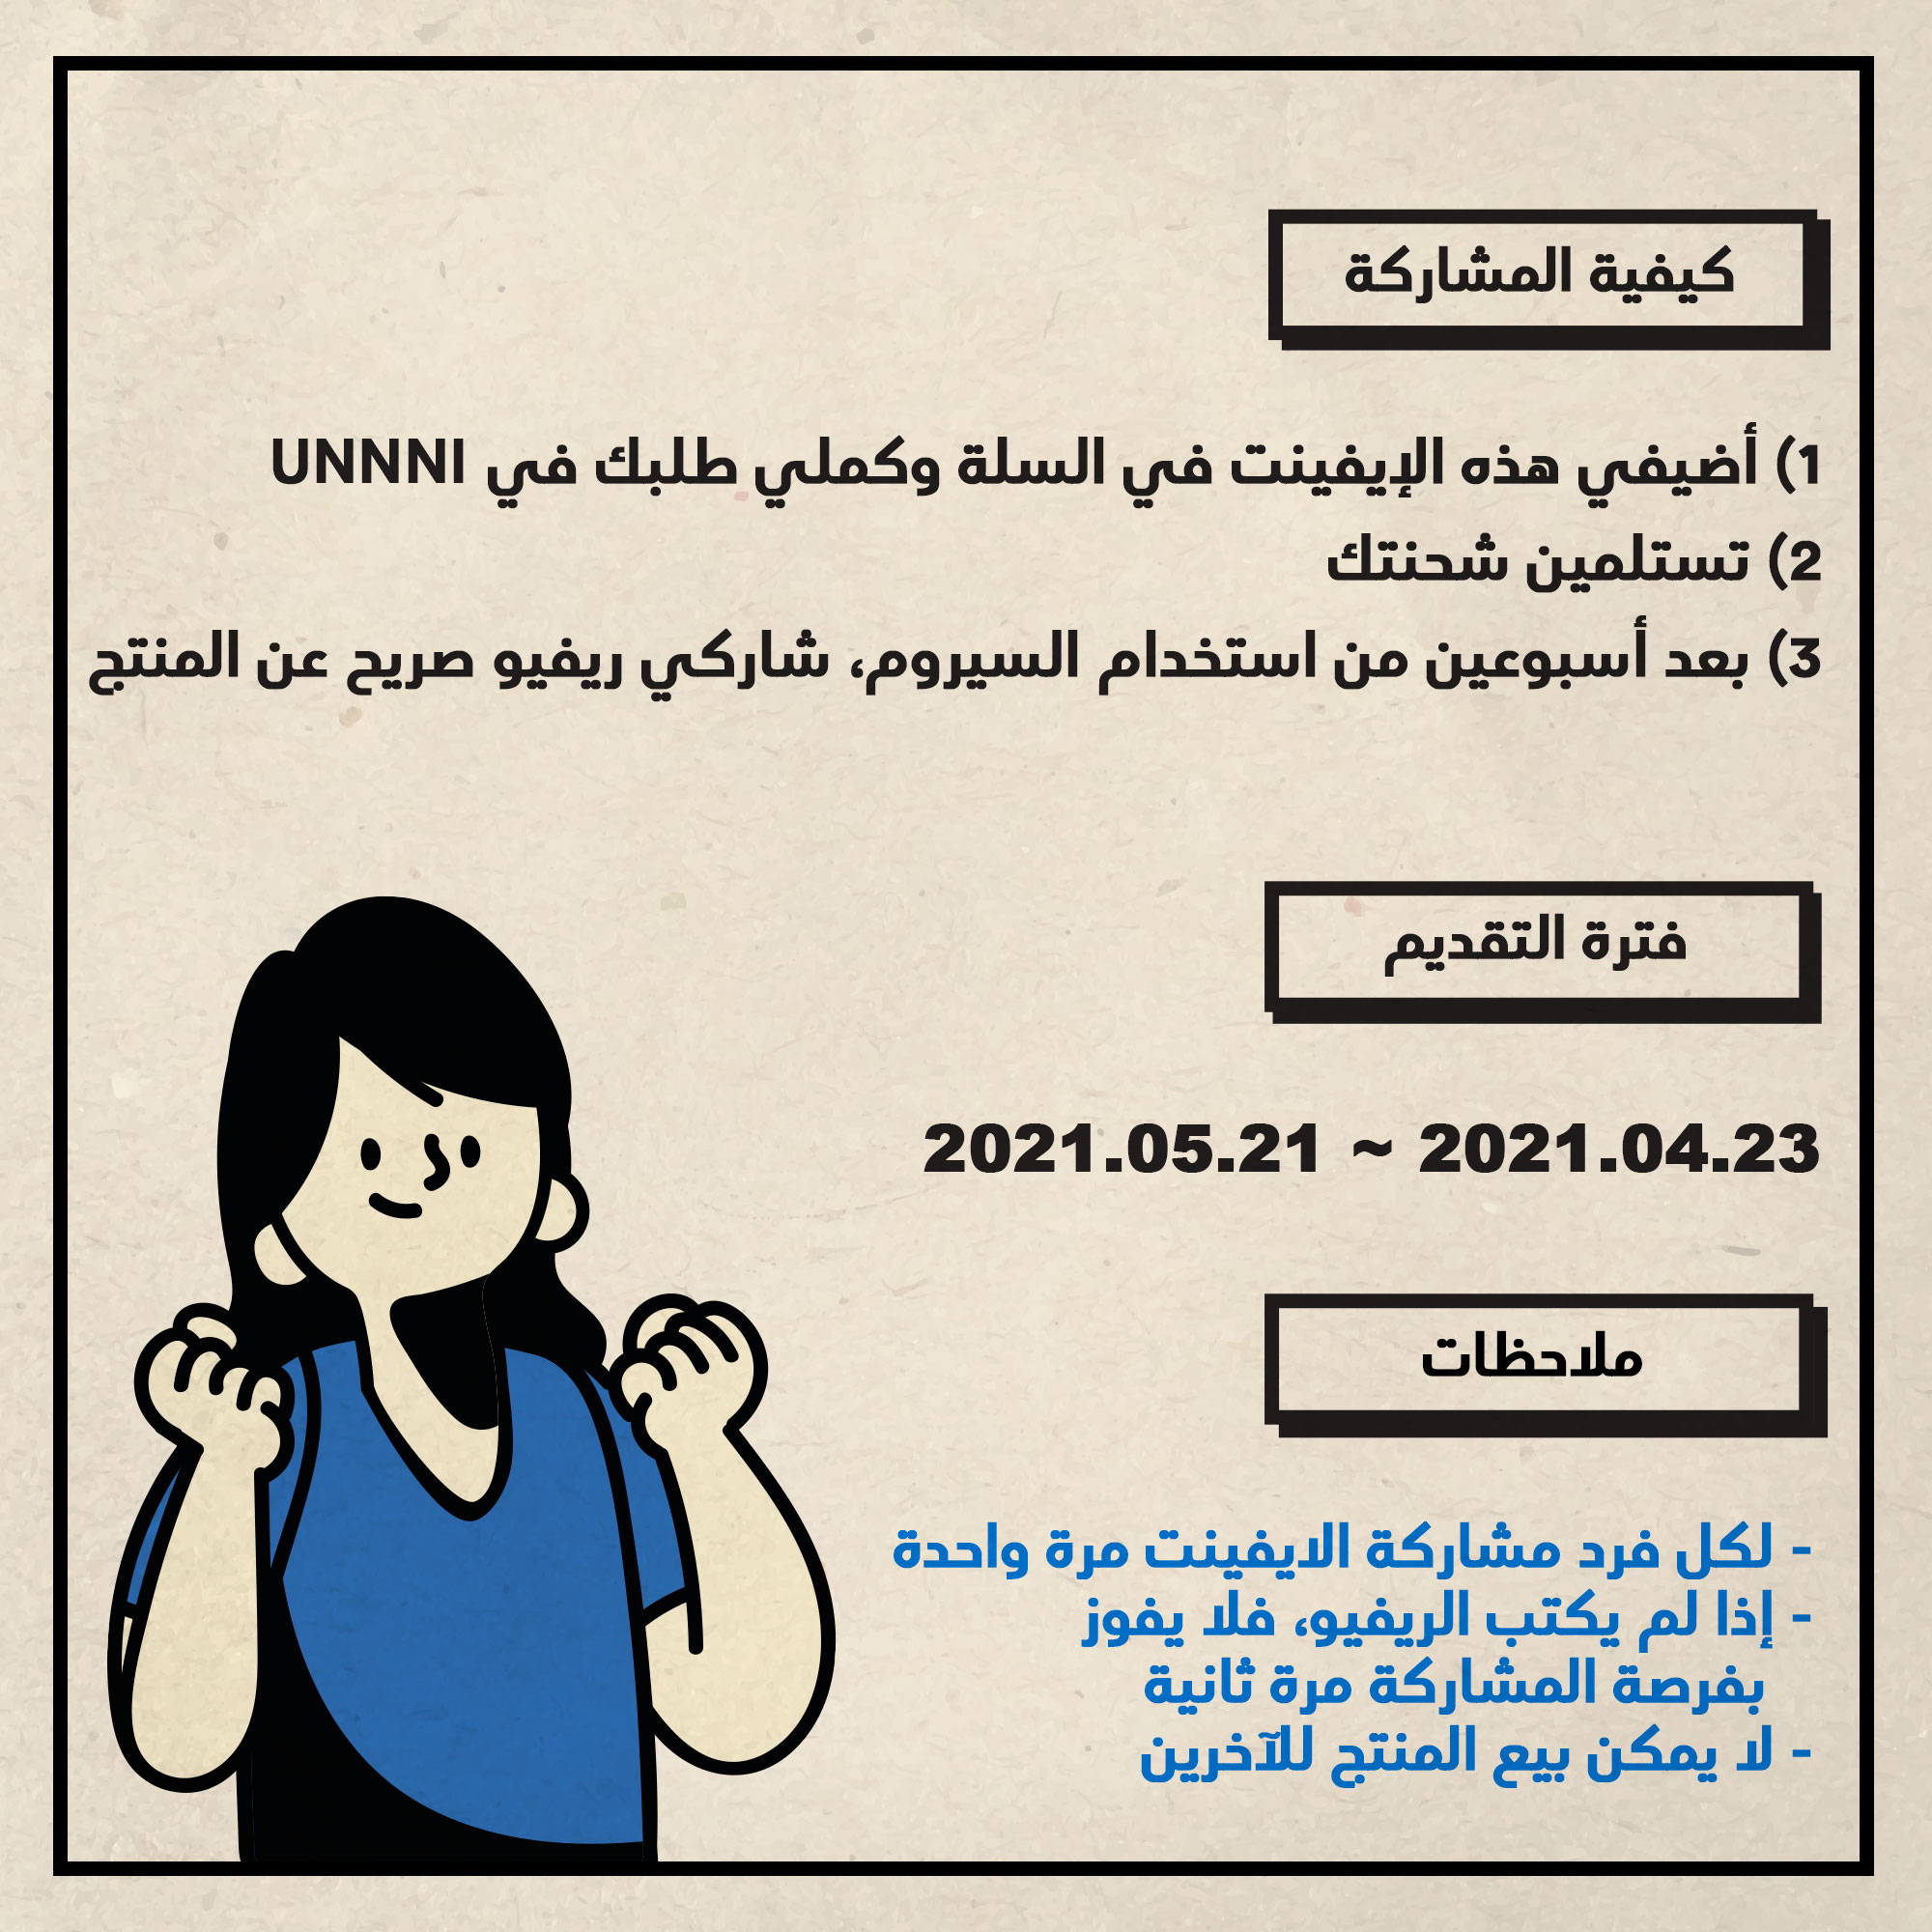 كيفية المشاركة
1) أضيفي هذه الإيفينت في السلة وكملي طلبك في UNNNI
2) تستلمين شحنتك
3) بعد أسبوعين من استخدام السيروم، شاركي ريفيو صريح عن المنتج
فترة التقديم
2021.04.23 ~ 2021.05.21
ملاحظات
- لكل فرد مشاركة الايفينت مرة واحدة
- إذا لم يكتب الريفيو، فلا يفوز
بفرصة المشاركة مرة ثانية
- لا يمكن بيع المنتج للآخرين